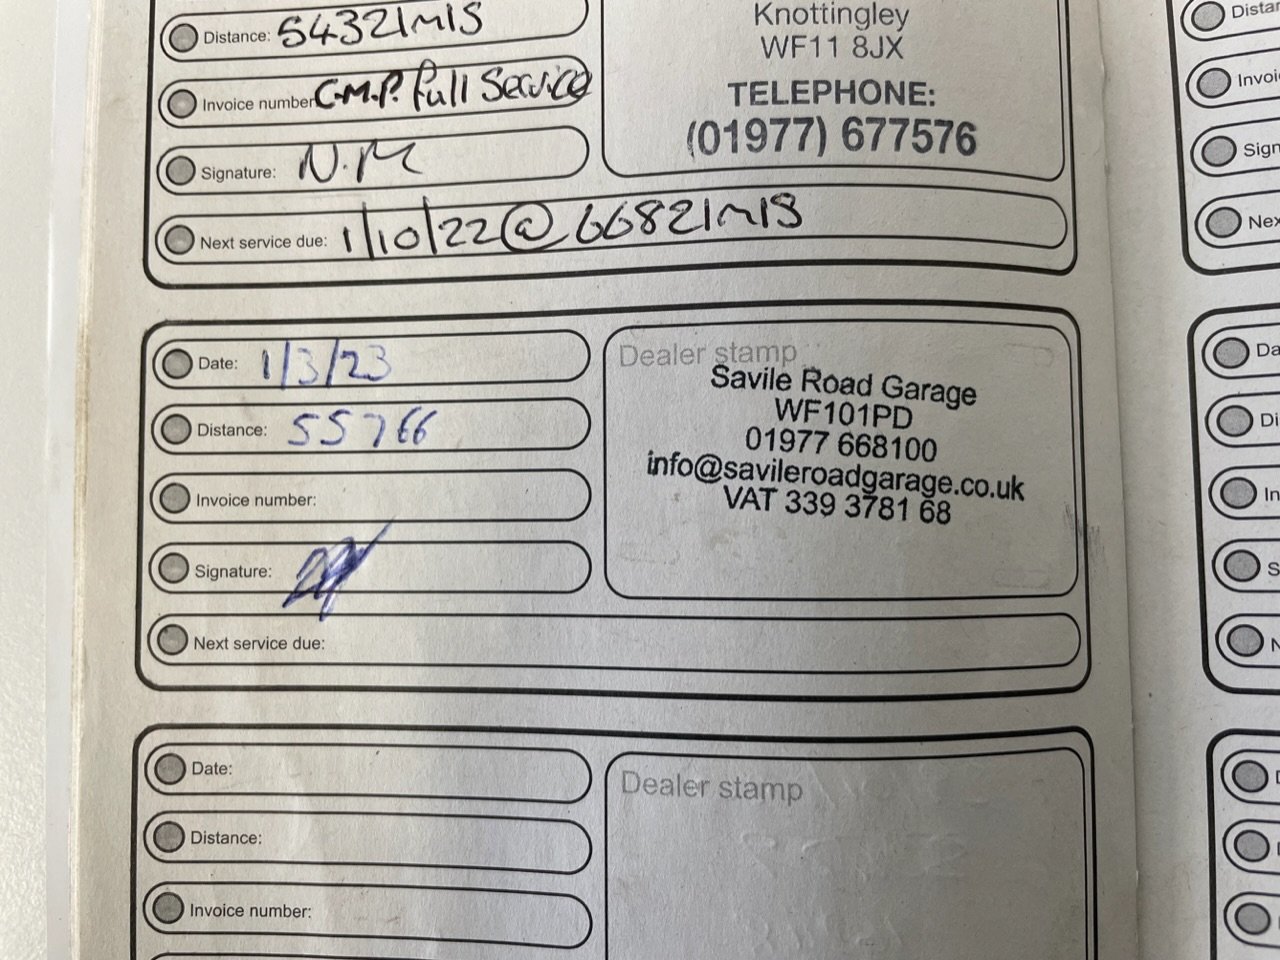 Distance: 54321MIS
Invoice number C.M.P. Full Service
Signature: N.M
Next service due: 1/10/22 @ 66821MIS
Knottingley
WF11 8JX
TELEPHONE:
(01977) 677576
Date: 1/3/23
Distance: 55766
Invoice number:
Signature:
Next service due:
Dealer stamp
Savile Road Garage
WF101PD
01977 668100
info@savileroadgarage.co.uk
VAT 339 3781 68
Date:
Distance:
Invoice number:
Dealer stamp